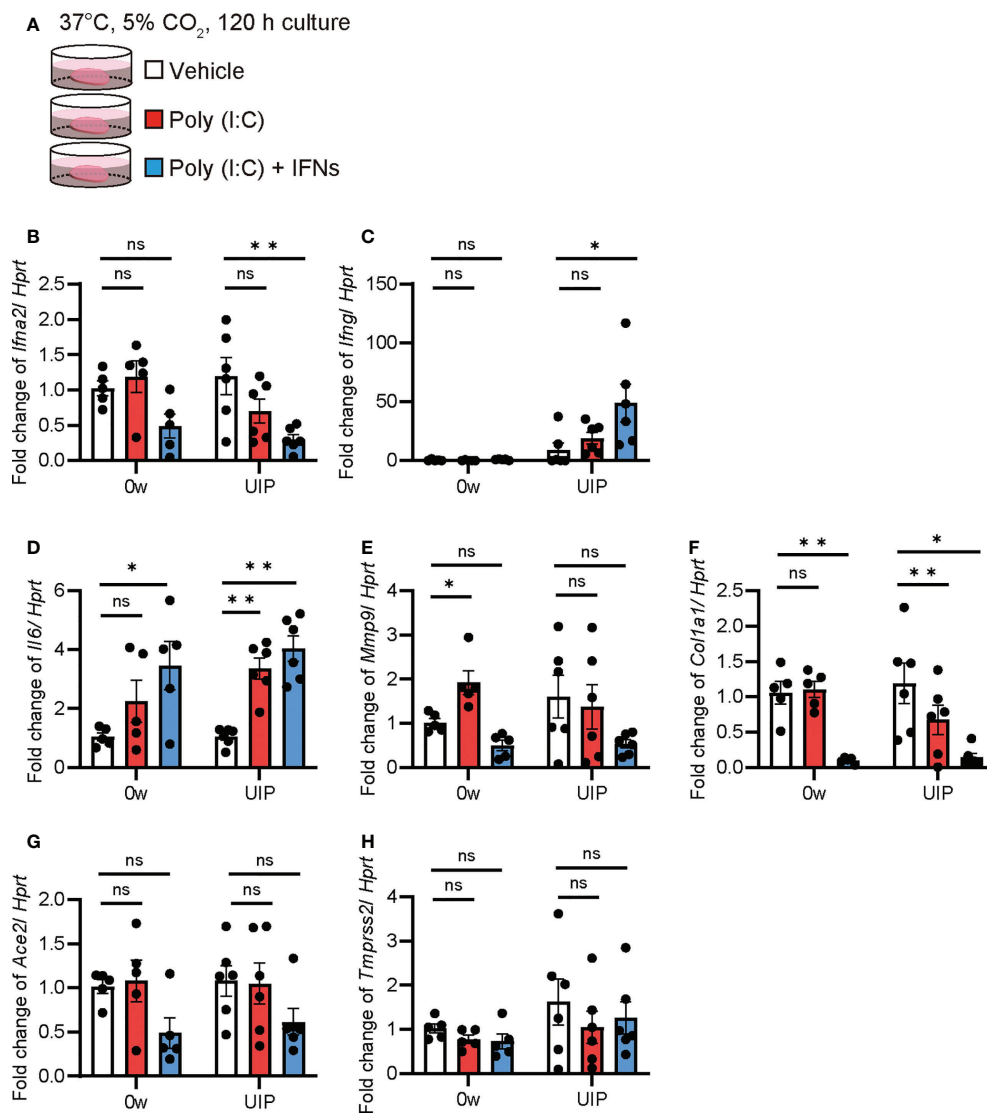 A 37°C, 5% CO₂, 120 h culture
Vehicle
Poly (I:C)
Poly (I:C) + IFNs
B
ns
* *
ns
ns
Fold change of Ifna2/ Hprt
2.5
2.0
1.5
1.0
0.5
0.0
0w
UIP
C
ns
*
ns
ns
Fold change of Ifng/ Hprt
150
100
50
0
0w
UIP
D
*
* *
ns
* *
Fold change of Il6/ Hprt
6
4
2
0
0w
UIP
E
ns
ns
*
ns
Fold change of Mmp9/ Hprt
4
3
2
1
0
0w
UIP
F
* *
*
ns
* *
Fold change of Col1a1/ Hprt
2.5
2.0
1.5
1.0
0.5
0.0
0w
UIP
G
ns
ns
ns
ns
Fold change of Ace2/ Hprt
2.0
1.5
1.0
0.5
0.0
0w
UIP
H
ns
ns
ns
ns
Fold change of Tmprss2/ Hprt
4
3
2
1
0
0w
UIP